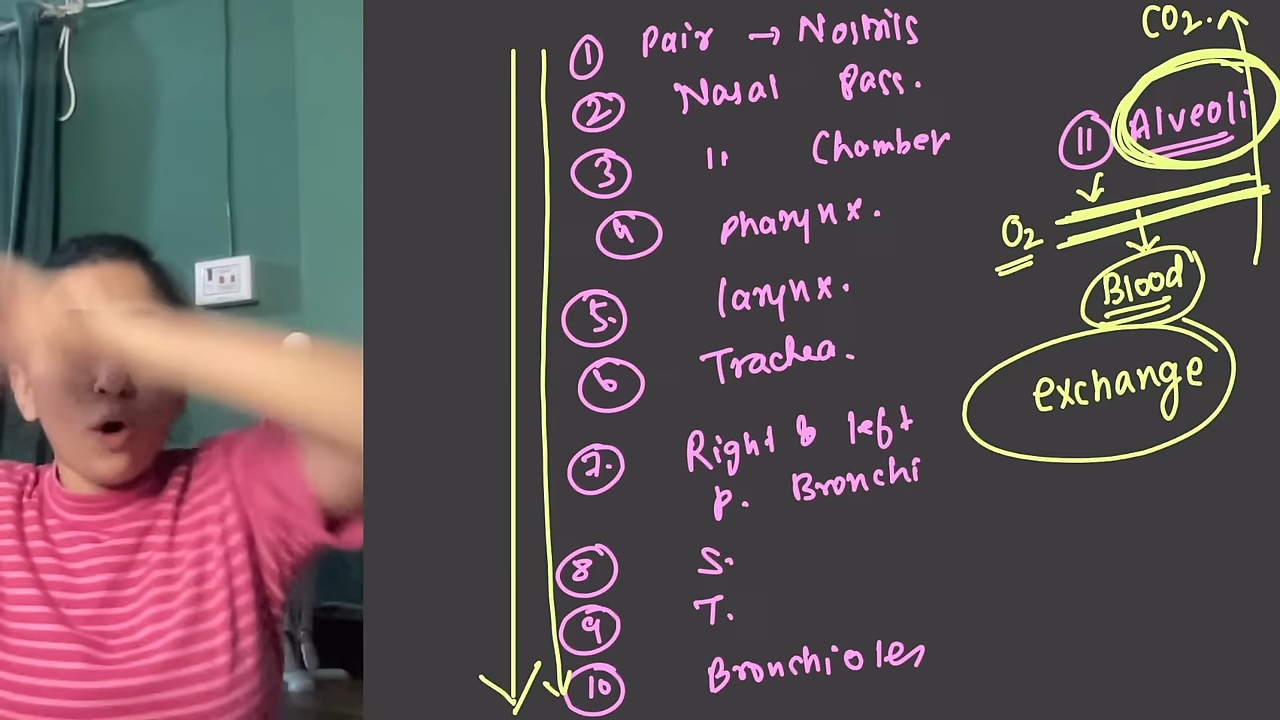 ① Pair → Nostrils
② Nasal Pass.
③ 11 Chamber
④ pharynx.
⑤. larynx.
⑥ Trachea.
⑦. Right & left
p. Bronchi
⑧ S.
⑨ T.
⑩ Bronchioles
CO2.
⑪ Alveoli
O2
Blood
exchange